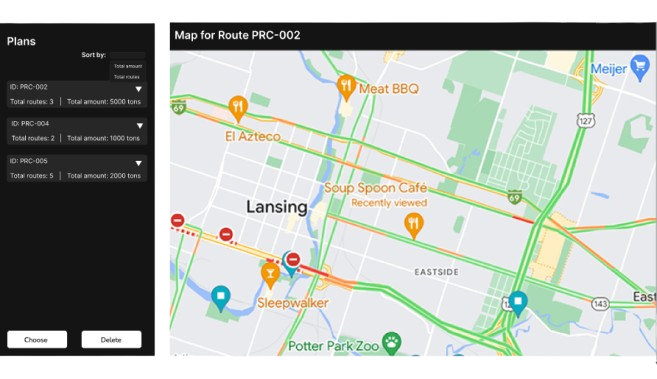 Plans
Sort by:
Total amount
Total routes
ID: PRC-002
Total routes: 3 | Total amount: 5000 tons
ID: PRC-004
Total routes: 2 | Total amount: 1000 tons
ID: PRC-005
Total routes: 5 | Total amount: 2000 tons
Choose
Delete
Map for Route PRC-002
Meijer
Meat BBQ
69
El Azteco
127
Soup Spoon Café
Recently viewed
69
Lansing
EASTSIDE
East
Sleepwalker
143
Potter Park Zoo